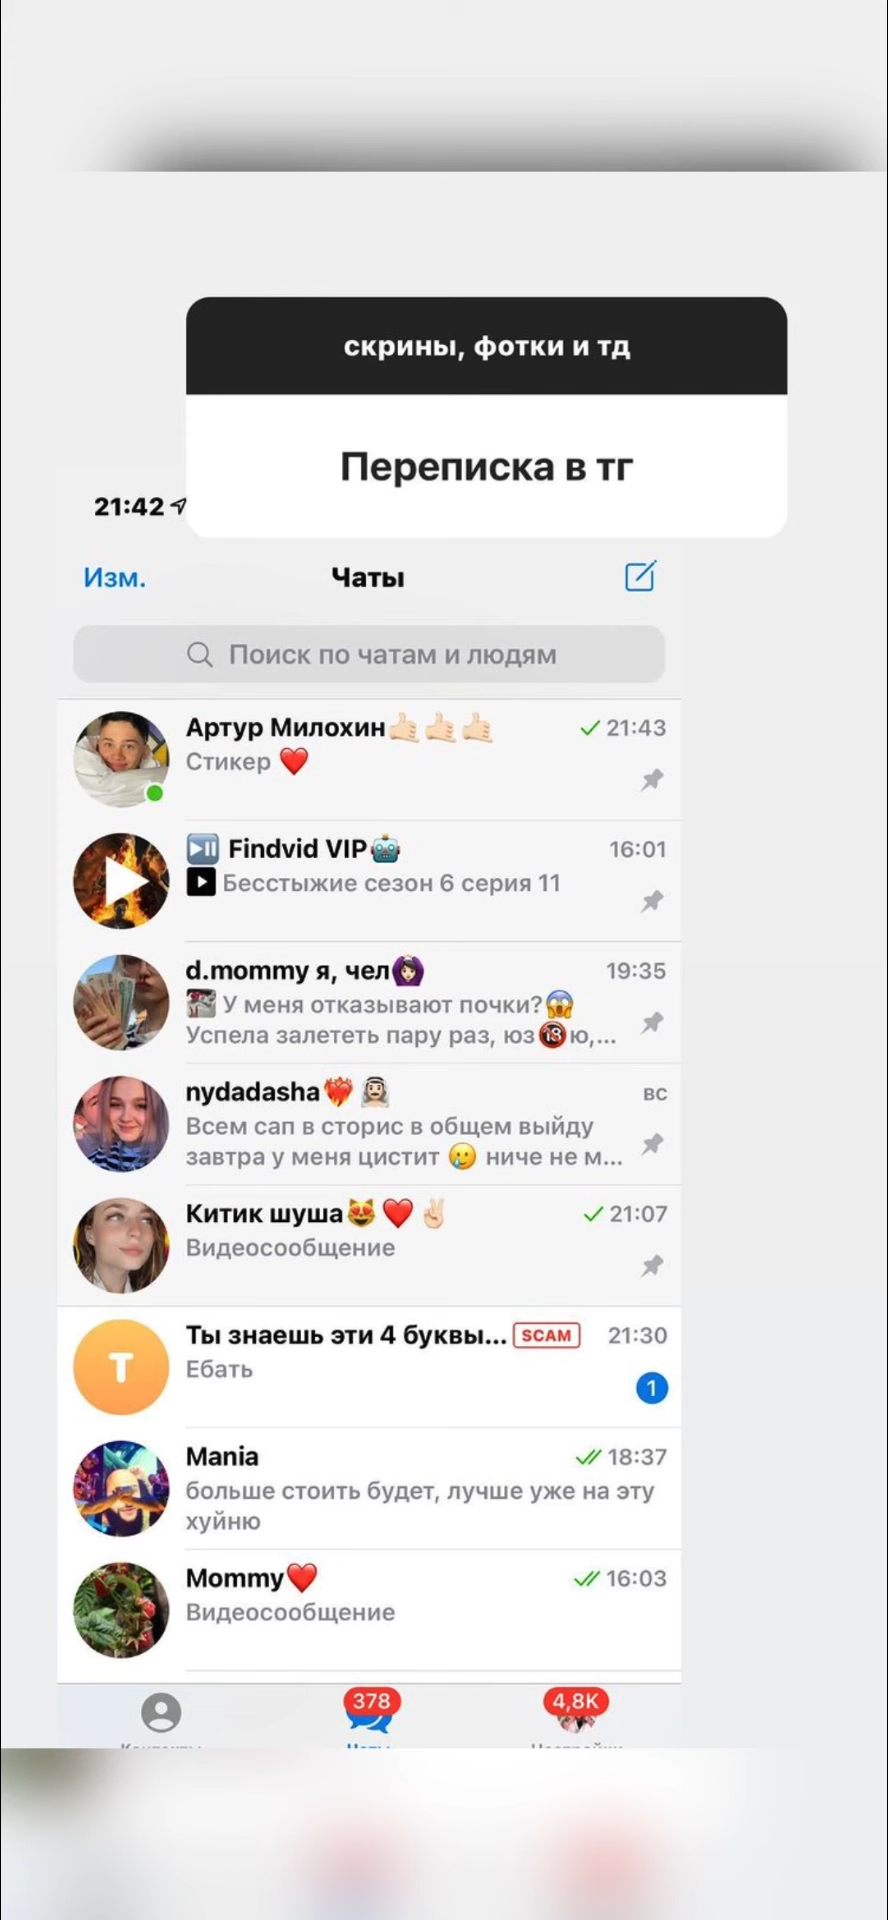 скрины, фотки и тд
Переписка в тг
21:42
Изм. Чаты
Поиск по чатам и людям
Артур Милохин🤙🏻🤙🏻🤙🏻 21:43
Стикер ❤️
⏯️ Findvid VIP🤖 16:01
Бесстыжие сезон 6 серия 11
d.mommy я, чел🙆🏻‍♀️ 19:35
У меня отказывают почки?😱
Успела залететь пару раз, юз🔞ю,...
nydadasha❤️‍🔥👳🏻‍♂️ вс
Всем сап в сторис в общем выйду
завтра у меня цистит 🥲 ниче не м...
Китик шуша😻❤️✌🏻 21:07
Видеосообщение
Т
Ты знаешь эти 4 буквы... SCAM 21:30
Ебать
1
Mania 18:37
больше стоить будет, лучше уже на эту
хуйню
Mommy❤️ 16:03
Видеосообщение
378 4,8K